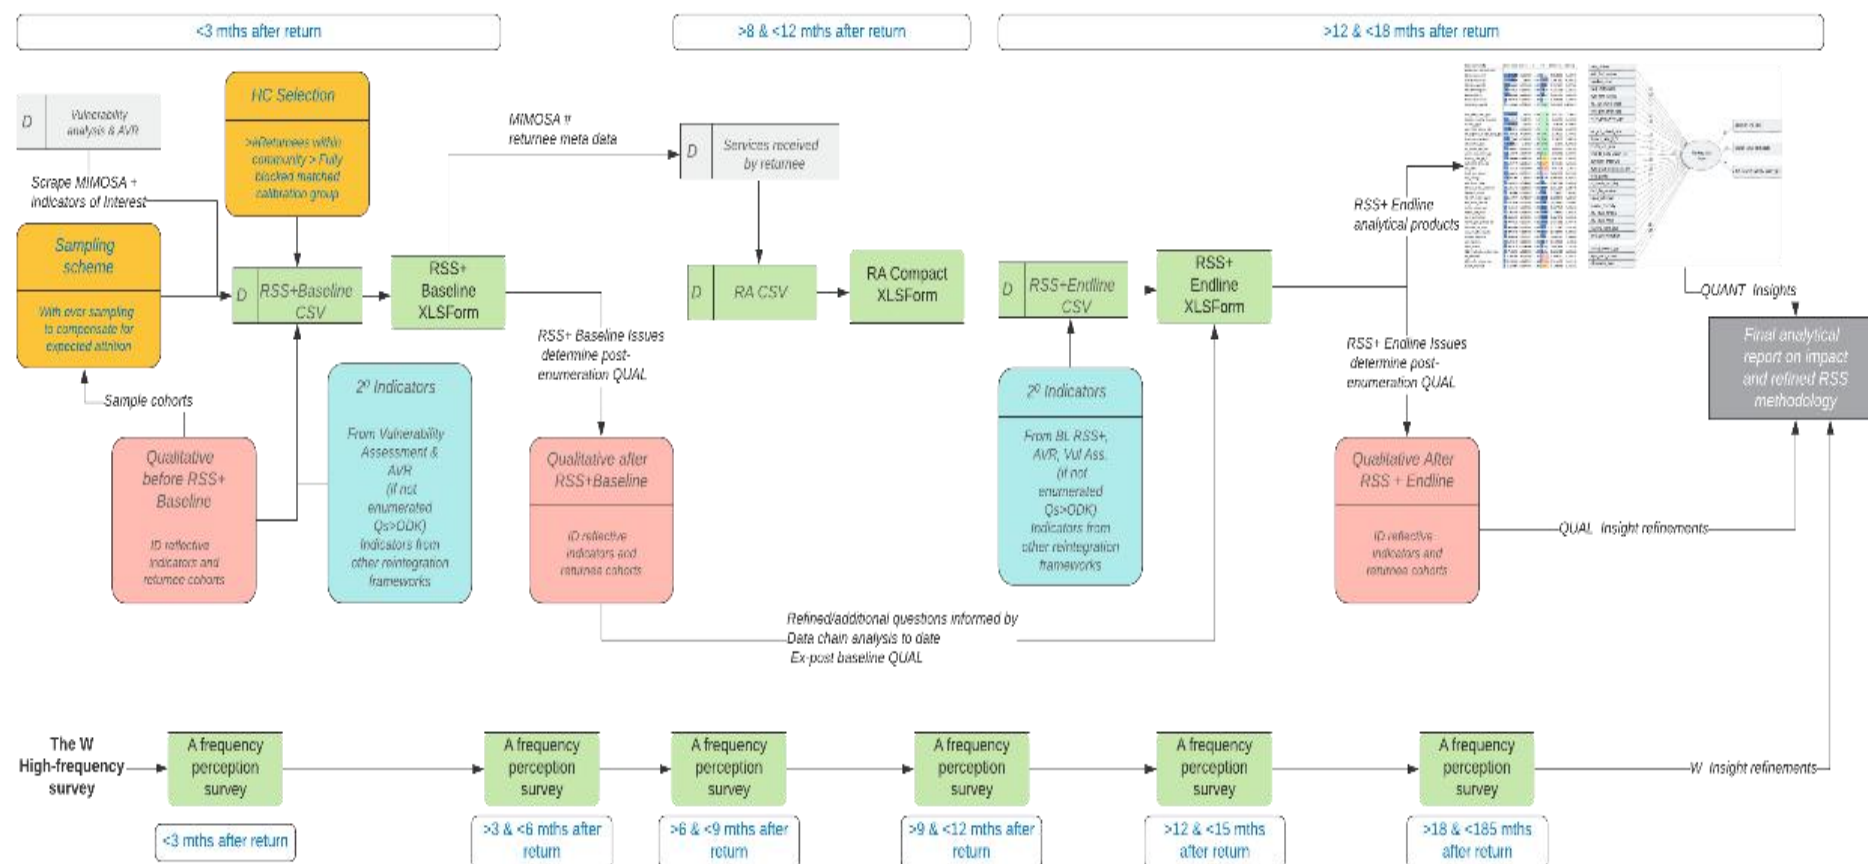 <3 mths after return
>8 & <12 mths after return
>12 & <18 mths after return
D
Vulnerability
analysis & AVR
Scrape MIMOSA +
indicators of Interest
HC Selection
>#Returnees within
community > Fully
blocked matched
calibration group
Sampling
scheme
With over sampling
to compensate for
expected attrition
D
RSS+Baseline
CSV
RSS+
Baseline
XLSForm
MIMOSA #
returnee meta data
D
Services received
by returnee
D
RA CSV
RA Compact
XLSForm
D
RSS+Endline
CSV
RSS+
Endline
XLSForm
RSS+ Endline
analytical products
QUANT Insights
Final analytical
report on impact
and refined RSS
methodology
Sample cohorts
Qualitative
before RSS+
Baseline
ID reflective
indicators and
returnee cohorts
2⁰ Indicators
From Vulnerability
Assessment &
AVR
(if not
enumerated
Qs>ODK)
Indicators from
other reintegration
frameworks
RSS+ Baseline Issues
determine post-
enumeration QUAL
Qualitative after
RSS+Baseline
ID reflective
indicators and
returnee cohorts
2⁰ Indicators
From BL RSS+,
AVR, Vul Ass.
(if not
enumerated
Qs>ODK)
Indicators from
other reintegration
frameworks
RSS+ Endline Issues
determine post-
enumeration QUAL
Qualitative After
RSS + Endline
ID reflective
indicators and
returnee cohorts
QUAL Insight refinements
Refined/additional questions informed by
Data chain analysis to date
Ex-post baseline QUAL
The W
High-frequency
survey
A frequency
perception
survey
A frequency
perception
survey
A frequency
perception
survey
A frequency
perception
survey
A frequency
perception
survey
A frequency
perception
survey
W Insight refinements
<3 mths after return
>3 & <6 mths after
return
>6 & <9 mths after
return
>9 & <12 mths after
return
>12 & <15 mths
after return
>18 & <185 mths
after return